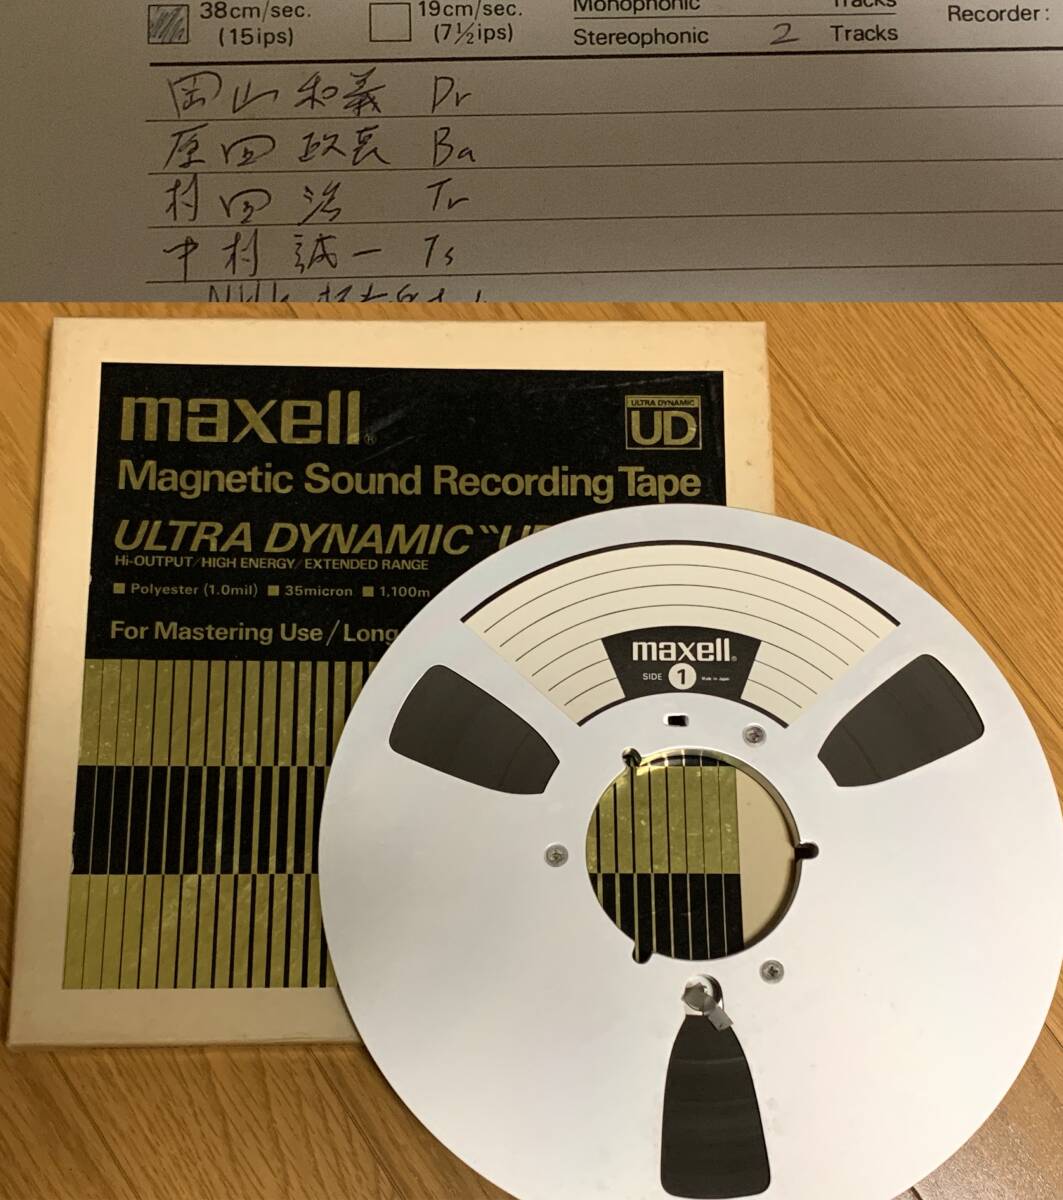 38cm/sec. (15ips)
19cm/sec. (7½ips)
Monophonic Tracks
Stereophonic 2 Tracks
Recorder:
岡山和義 Dr
原田政長 Ba
村田浩 Tr
中村誠一 Ts
maxell®
ULTRA DYNAMIC
UD
Magnetic Sound Recording Tape
ULTRA DYNAMIC
Hi-OUTPUT/HIGH ENERGY/EXTENDED RANGE
Polyester (1.0mil) 35micron 1,100m
For Mastering Use/Long
maxell®
SIDE 1 Made in Japan